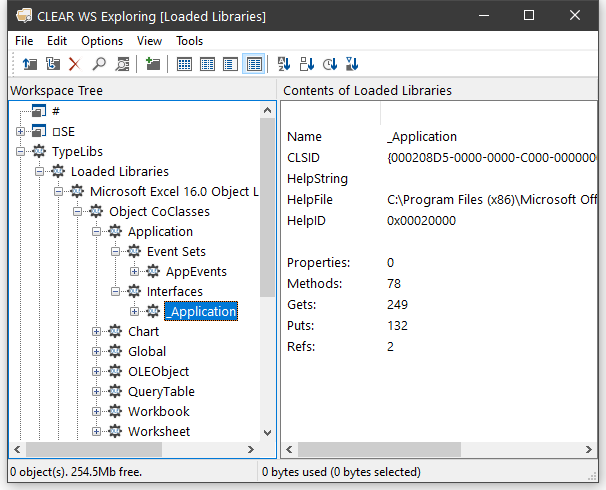 CLEAR WS Exploring [Loaded Libraries]
File Edit Options View Tools
Workspace Tree
Contents of Loaded Libraries
#
⎕SE
TypeLibs
Loaded Libraries
Microsoft Excel 16.0 Object L
Object CoClasses
Application
Event Sets
AppEvents
Interfaces
_Application
Chart
Global
OLEObject
QueryTable
Workbook
Worksheet
Name _Application
CLSID {000208D5-0000-0000-C000-0000000
HelpString
HelpFile C:\Program Files (x86)\Microsoft Off
HelpID 0x00020000
Properties: 0
Methods: 78
Gets: 249
Puts: 132
Refs: 2
0 object(s). 254.5Mb free.
0 bytes used (0 bytes selected)